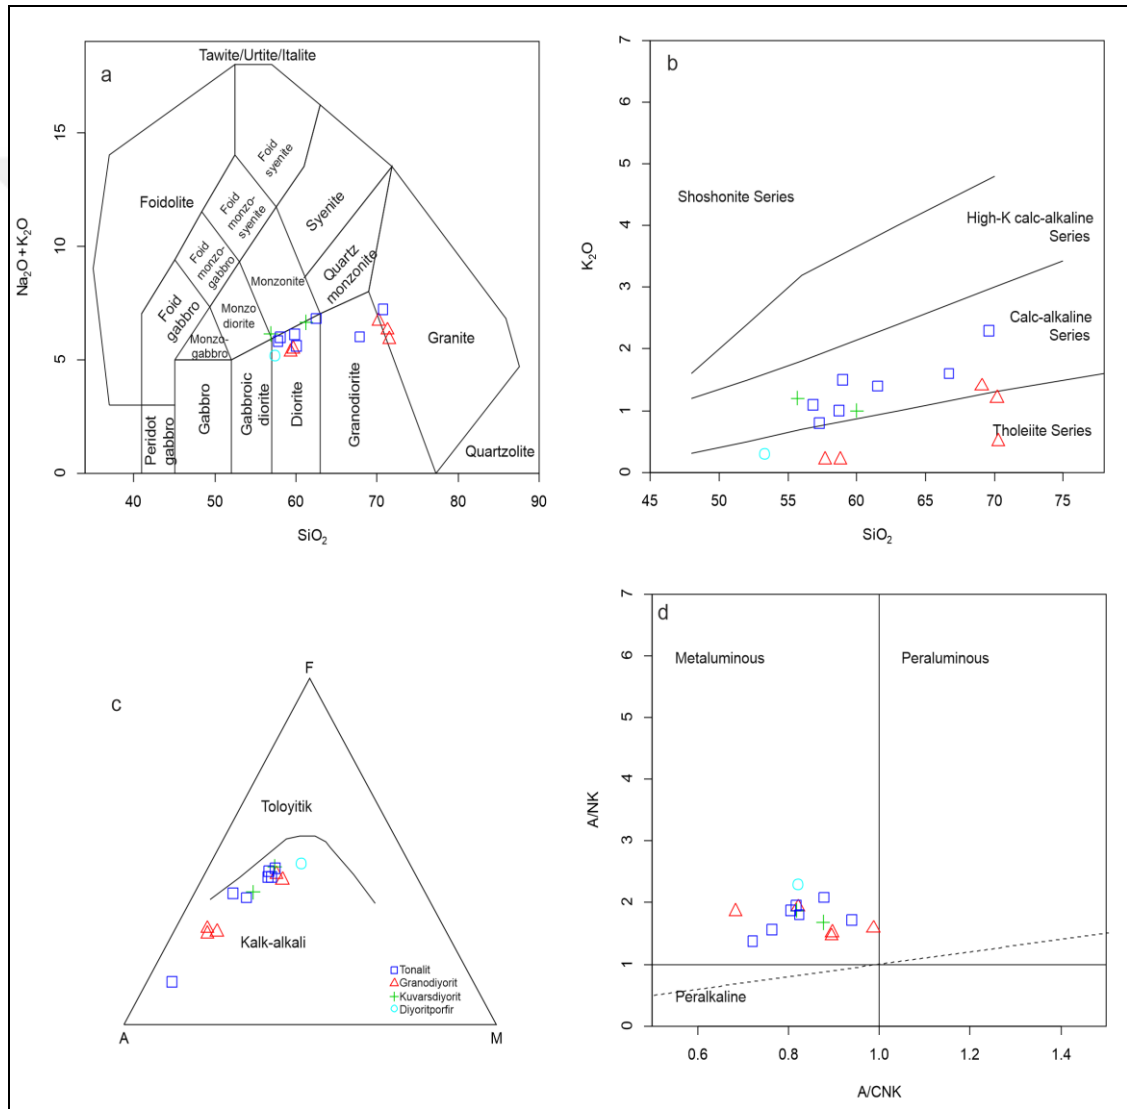 a
Tawite/Urtite/Italite
Foid
syenite
Foidolite
Foid
monzo-
syenite
Syenite
Foid
monzo-
gabbro
Quartz
monzonite
Monzonite
Foid
gabbro
Monzo
diorite
Monzo-
gabbro
Granite
Peridot
gabbro
Gabbro
Gabbroic
diorite
Diorite
Granodiorite
Quartzolite
Na₂O+K₂O
0
5
10
15
40
50
60
70
80
90
SiO₂
b
Shoshonite Series
High-K calc-alkaline
Series
Calc-alkaline
Series
Tholeiite Series
K₂O
7
6
5
4
3
2
1
0
45
50
55
60
65
70
75
SiO₂
c
F
Toloyitik
Kalk-alkali
Tonalit
Granodiyorit
Kuvarsdiyorit
Diyoritporfir
A
M
d
Metaluminous
Peraluminous
Peralkaline
A/NK
7
6
5
4
3
2
1
0
0.6
0.8
1.0
1.2
1.4
A/CNK